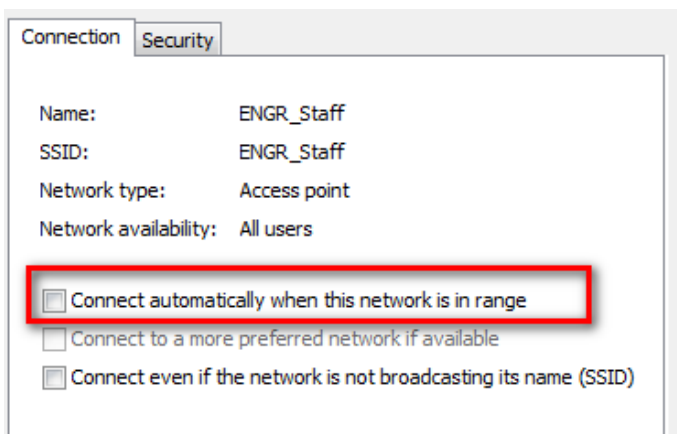 Connection Security
Name: ENGR_Staff
SSID: ENGR_Staff
Network type: Access point
Network availability: All users
Connect automatically when this network is in range
Connect to a more preferred network if available
Connect even if the network is not broadcasting its name (SSID)